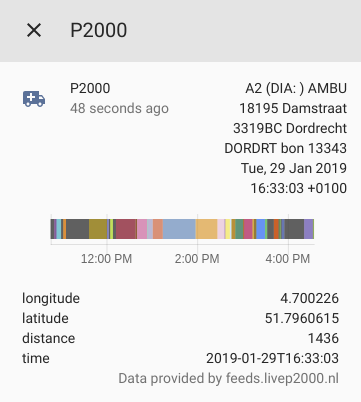 P2000
P2000
48 seconds ago
A2 (DIA: ) AMBU
18195 Damstraat
3319BC Dordrecht
DORDRT bon 13343
Tue, 29 Jan 2019
16:33:03 +0100
12:00 PM 2:00 PM 4:00 PM
longitude 4.700226
latitude 51.7960615
distance 1436
time 2019-01-29T16:33:03
Data provided by feeds.livep2000.nl